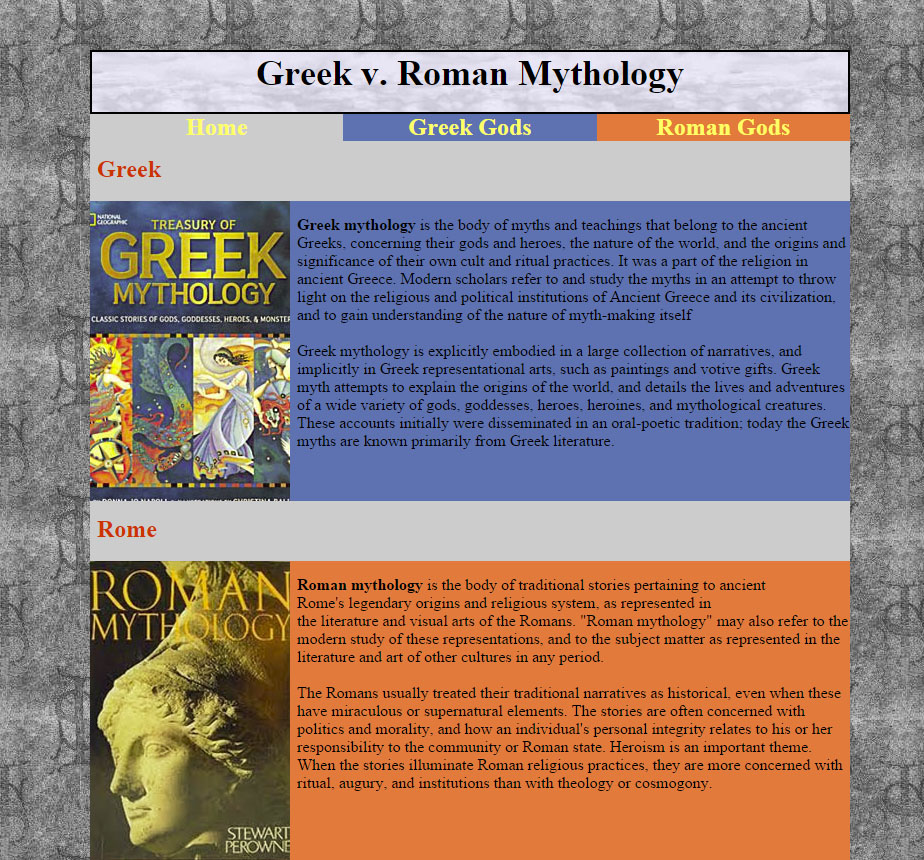 Greek v. Roman Mythology
Home Greek Gods Roman Gods
Greek
NATIONAL
GEOGRAPHIC
TREASURY OF
GREEK
MYTHOLOGY
CLASSIC STORIES OF GODS, GODDESSES, HEROES, & MONSTER
Greek mythology is the body of myths and teachings that belong to the ancient
Greeks, concerning their gods and heroes, the nature of the world, and the origins and
significance of their own cult and ritual practices. It was a part of the religion in
ancient Greece. Modern scholars refer to and study the myths in an attempt to throw
light on the religious and political institutions of Ancient Greece and its civilization,
and to gain understanding of the nature of myth-making itself
Greek mythology is explicitly embodied in a large collection of narratives, and
implicitly in Greek representational arts, such as paintings and votive gifts. Greek
myth attempts to explain the origins of the world, and details the lives and adventures
of a wide variety of gods, goddesses, heroes, heroines, and mythological creatures.
These accounts initially were disseminated in an oral-poetic tradition; today the Greek
myths are known primarily from Greek literature.
Rome
ROMAN
MYTHOLOGY
STEWART
PEROWNE
Roman mythology is the body of traditional stories pertaining to ancient
Rome's legendary origins and religious system, as represented in
the literature and visual arts of the Romans. "Roman mythology" may also refer to the
modern study of these representations, and to the subject matter as represented in the
literature and art of other cultures in any period.
The Romans usually treated their traditional narratives as historical, even when these
have miraculous or supernatural elements. The stories are often concerned with
politics and morality, and how an individual's personal integrity relates to his or her
responsibility to the community or Roman state. Heroism is an important theme.
When the stories illuminate Roman religious practices, they are more concerned with
ritual, augury, and institutions than with theology or cosmogony.